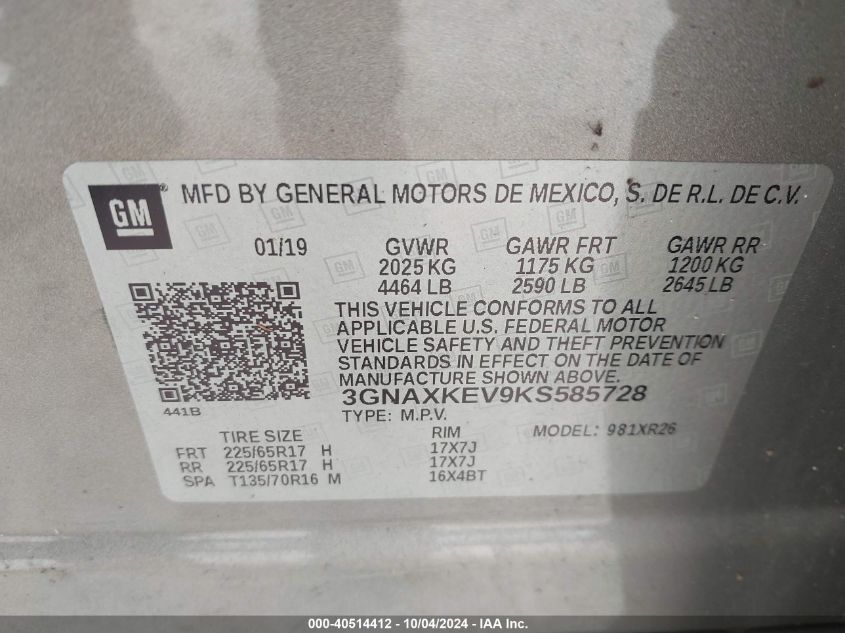 GM ® MFD BY GENERAL MOTORS DE MEXICO, S. DE R.L. DE C.V.
01/19 GVWR GAWR FRT GAWR RR
2025 KG 1175 KG 1200 KG
4464 LB 2590 LB 2645 LB
THIS VEHICLE CONFORMS TO ALL
APPLICABLE U.S. FEDERAL MOTOR
VEHICLE SAFETY AND THEFT PREVENTION
STANDARDS IN EFFECT ON THE DATE OF
MANUFACTURE SHOWN ABOVE.
441B
3GNAXKEV9KS585728
TYPE: M.P.V.
TIRE SIZE RIM MODEL: 981XR26
FRT 225/65R17 H 17X7J
RR 225/65R17 H 17X7J
SPA T135/70R16 M 16X4BT
000-40514412 - 10/04/2024 - IAA Inc.